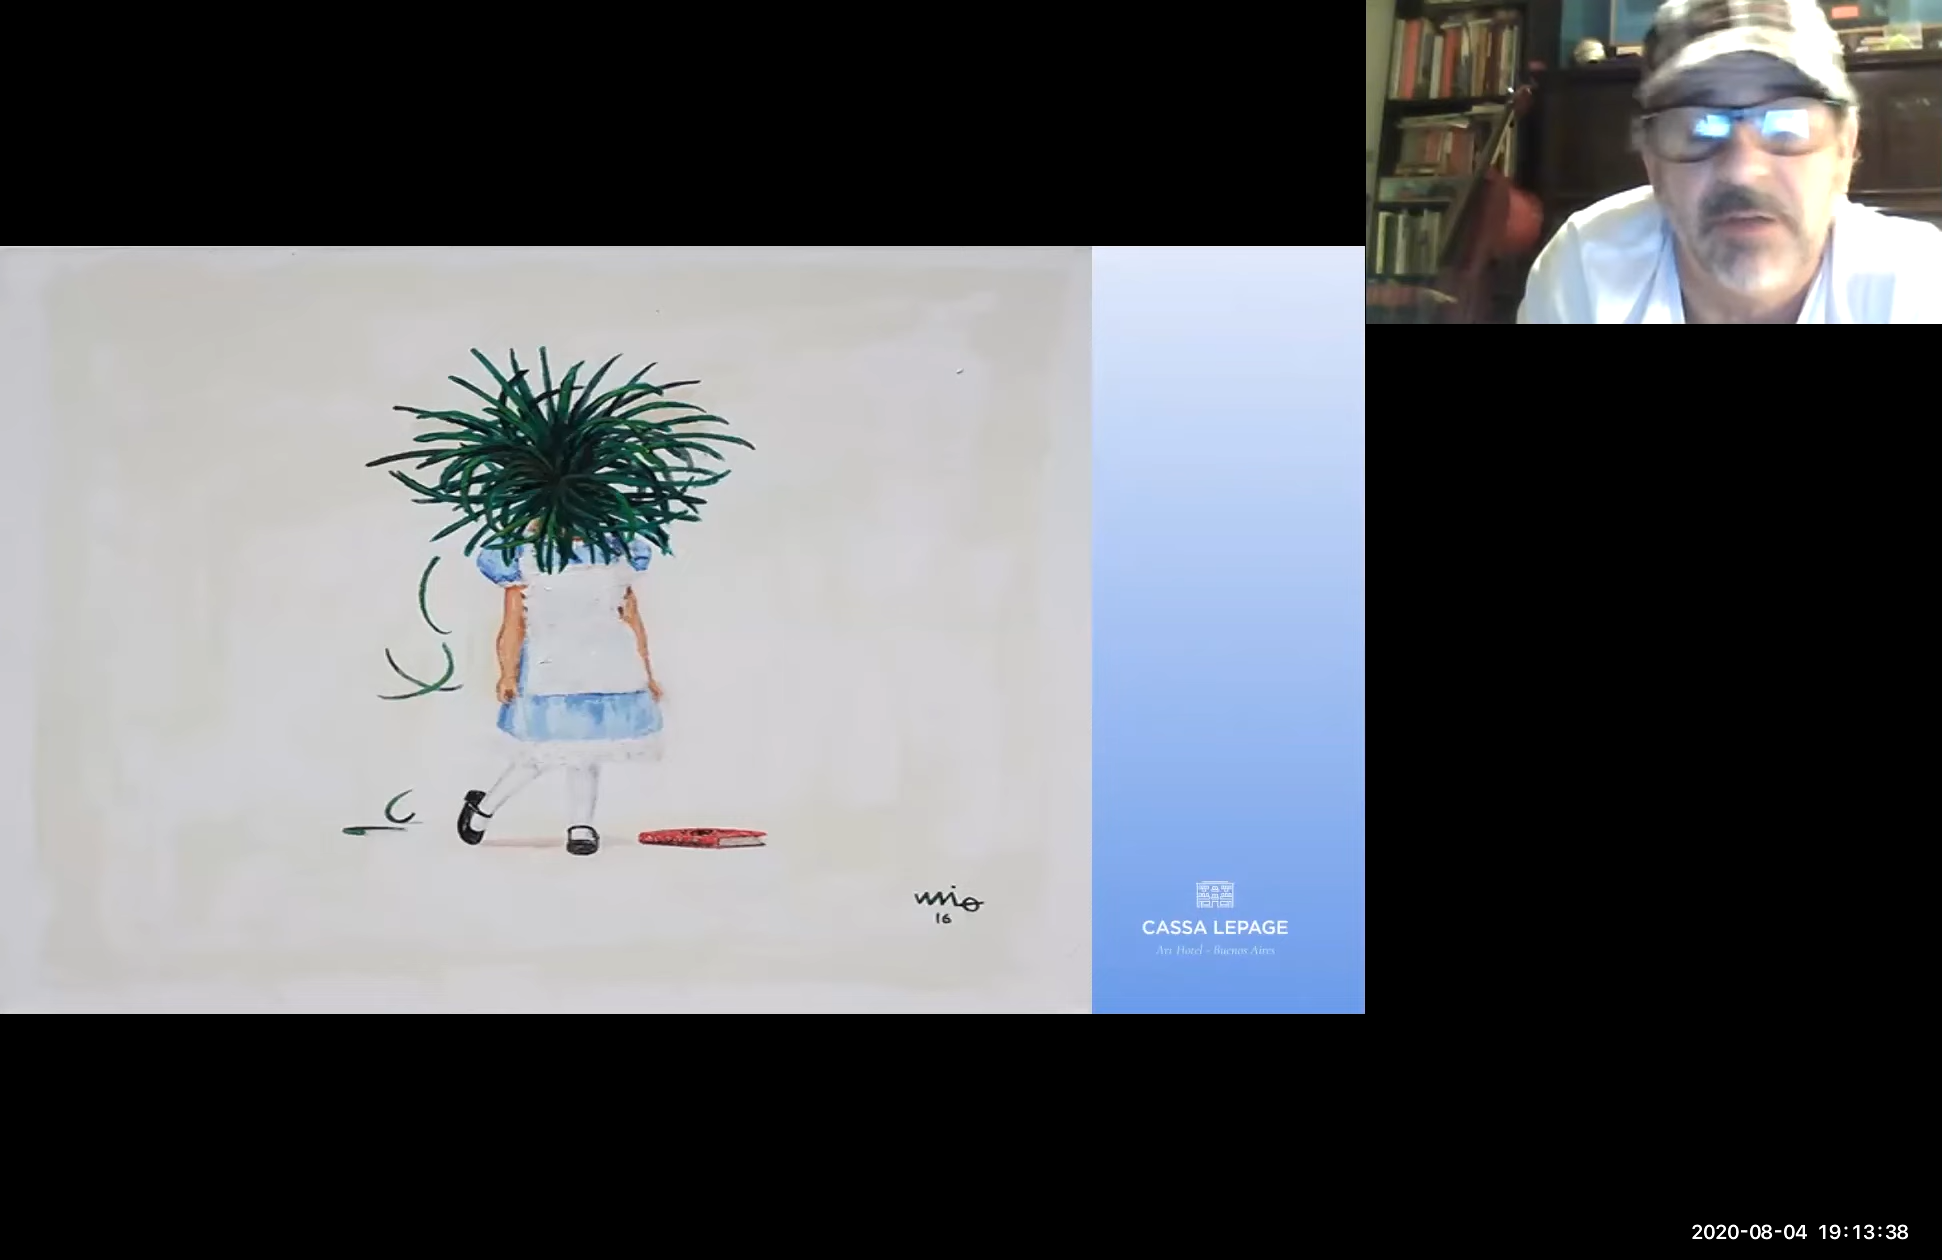 mio
16
CASSA LEPAGE
Art Hotel - Buenos Aires
2020-08-04 19:13:38